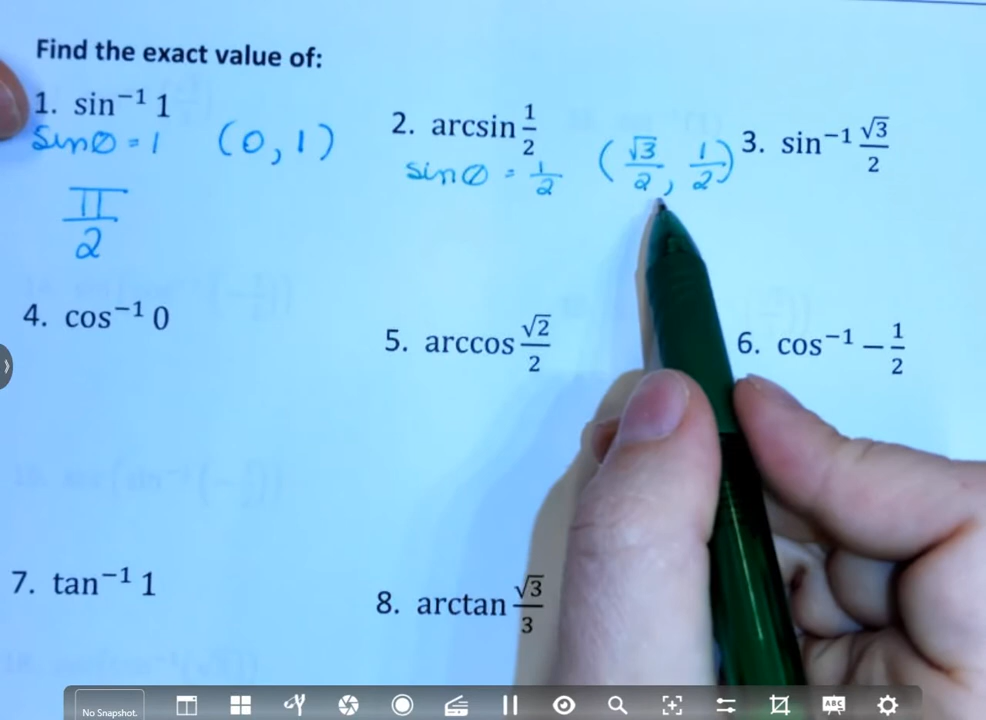 Find the exact value of:
1. sin⁻¹ 1
sinθ = 1 (0, 1)
π/2
2. arcsin 1/2
sinθ = 1/2 (√3/2, 1/2)
3. sin⁻¹ √3/2
4. cos⁻¹ 0
5. arccos √2/2
6. cos⁻¹ −1/2
7. tan⁻¹ 1
8. arctan √3/3
No Snapshot.
ABC